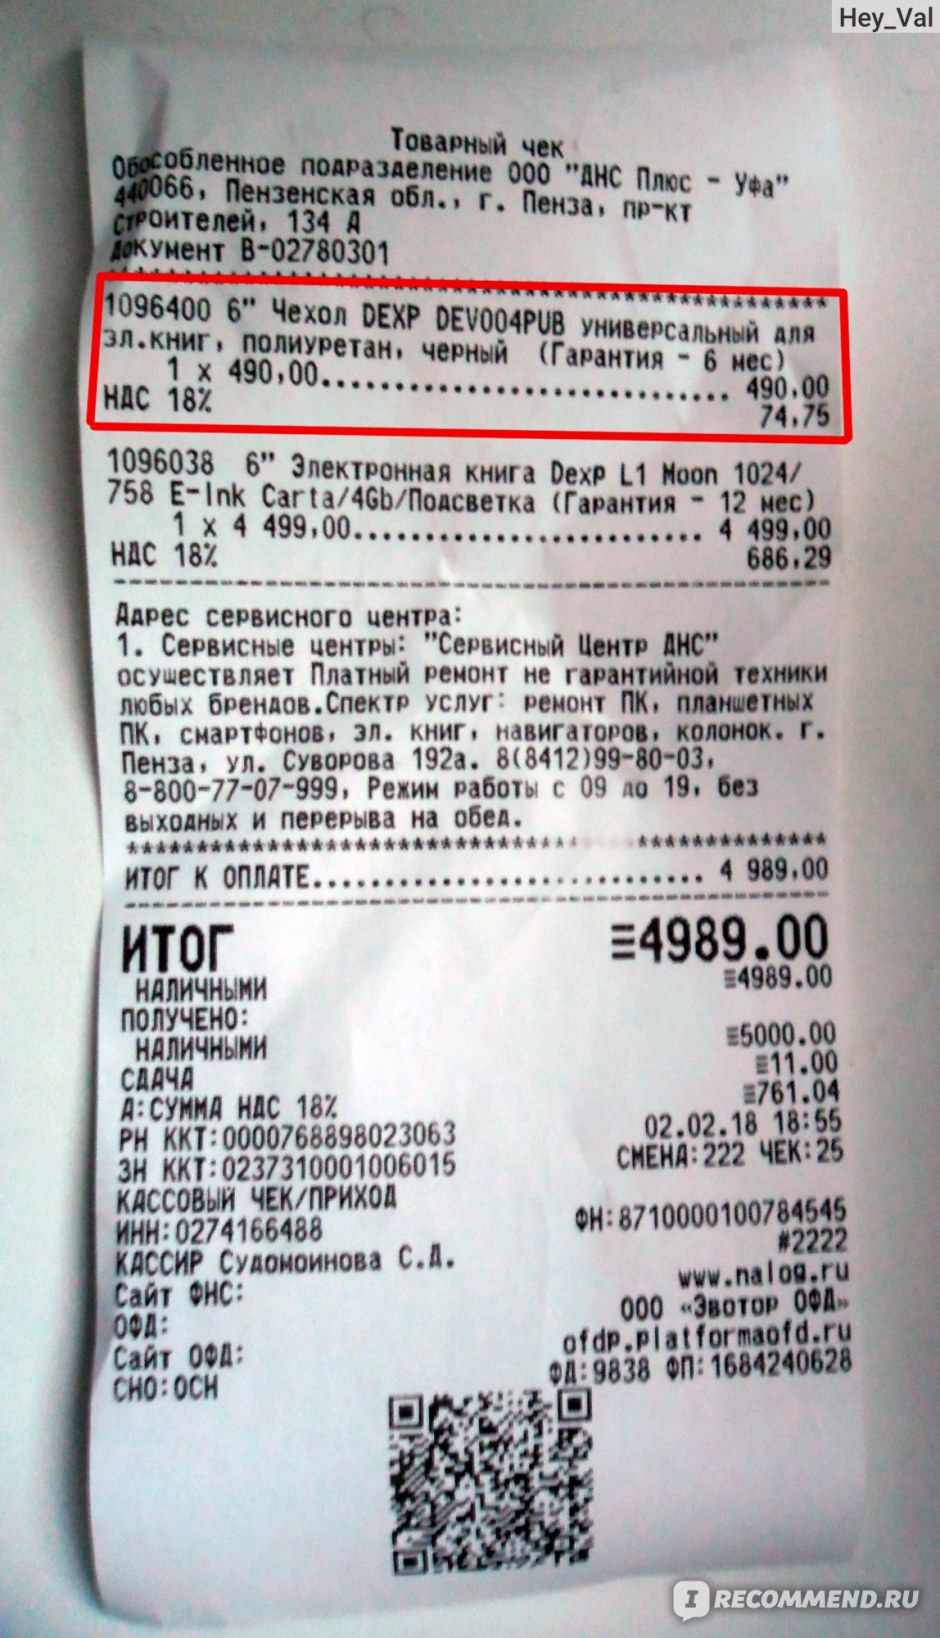 Hey_Val
Товарный чек
Обособленное подразделение ООО "ДНС Плюс - Уфа"
440066, Пензенская обл., г. Пенза, пр-кт
Строителей, 134 А
Документ В-02780301
1096400 6" Чехол DEXP DEV004PUB универсальный для
эл.книг, полиуретан, черный (Гарантия - 6 мес)
1 x 490,00.............................. 490,00
НДС 18% 74,75
1096038 6" Электронная книга Dexp L1 Moon 1024/
758 E-Ink Carta/4Gb/Подсветка (Гарантия - 12 мес)
1 x 4 499,00.......................... 4 499,00
НДС 18% 686,29
Адрес сервисного центра:
1. Сервисные центры: "Сервисный Центр ДНС"
осуществляет Платный ремонт не гарантийной техники
любых брендов.Спектр услуг: ремонт ПК, планшетных
ПК, смартфонов, эл. книг, навигаторов, колонок. г.
Пенза, ул. Суворова 192а. 8(8412)99-80-03,
8-800-77-07-999, Режим работы с 09 до 19, без
выходных и перерыва на обед.
**************************************************
ИТОГ К ОПЛАТЕ............................ 4 989,00
ИТОГ ≡4989.00
НАЛИЧНЫМИ ≡4989.00
ПОЛУЧЕНО:
НАЛИЧНЫМИ ≡5000.00
СДАЧА ≡11.00
А:СУММА НДС 18% ≡761.04
РН ККТ:0000768898023063 02.02.18 18:55
ЗН ККТ:0237310001006015 СМЕНА:222 ЧЕК:25
КАССОВЫЙ ЧЕК/ПРИХОД
ИНН:0274166488 ФН:8710000100784545
КАССИР Судомоинова С.Д. #2222
Сайт ФНС: www.nalog.ru
ОФД: ООО «Эвотор ОФД»
Сайт ОФД: ofdp.platformaofd.ru
СНО:ОСН ФД:9838 ФП:1684240628
I RECOMMEND.RU